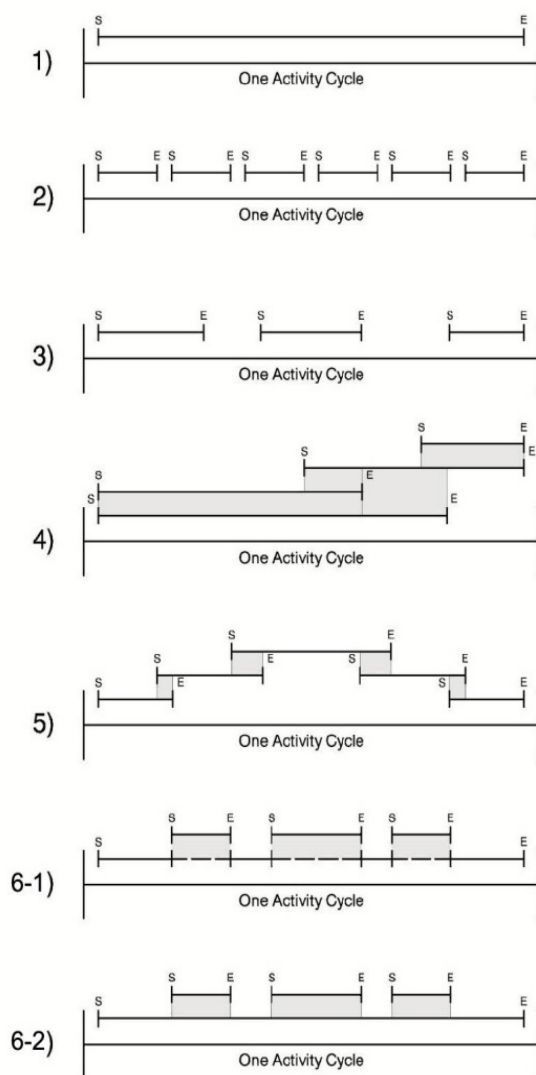 S E
1)
One Activity Cycle
S E S E S E S E S E S E
2)
One Activity Cycle
S E S E S E
3)
One Activity Cycle
S E
S E
S E
S E
4)
One Activity Cycle
S E
S E S E
S E S E
5)
One Activity Cycle
S S E S E S E E
6-1)
One Activity Cycle
S E S E S E
S E
6-2)
One Activity Cycle